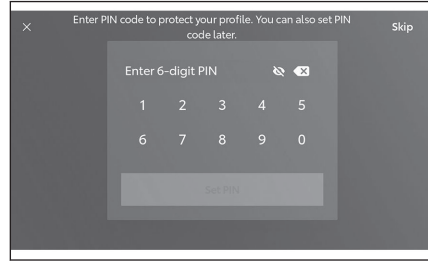 Enter PIN code to protect your profile. You can also set PIN
Skip
code later.
Enter 6-digit PIN
1 2 3 4 5
6 7 8 9 0
Set PIN